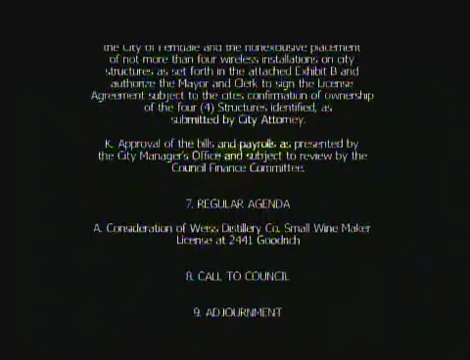 the City of Ferndale and the nonexclusive placement
of not more than four wireless installations on city
structures as set forth in the attached Exhibit B and
authorize the Mayor and Clerk to sign the License
Agreement subject to the cites confirmation of ownership
of the four (4) Structures identified, as
submitted by City Attorney.
K. Approval of the bills and payrolls as presented by
the City Manager's Office and subject to review by the
Council Finance Committee.
7. REGULAR AGENDA
A. Consideration of Weiss Distillery Co. Small Wine Maker
License at 2441 Goodrich
8. CALL TO COUNCIL
9. ADJOURNMENT